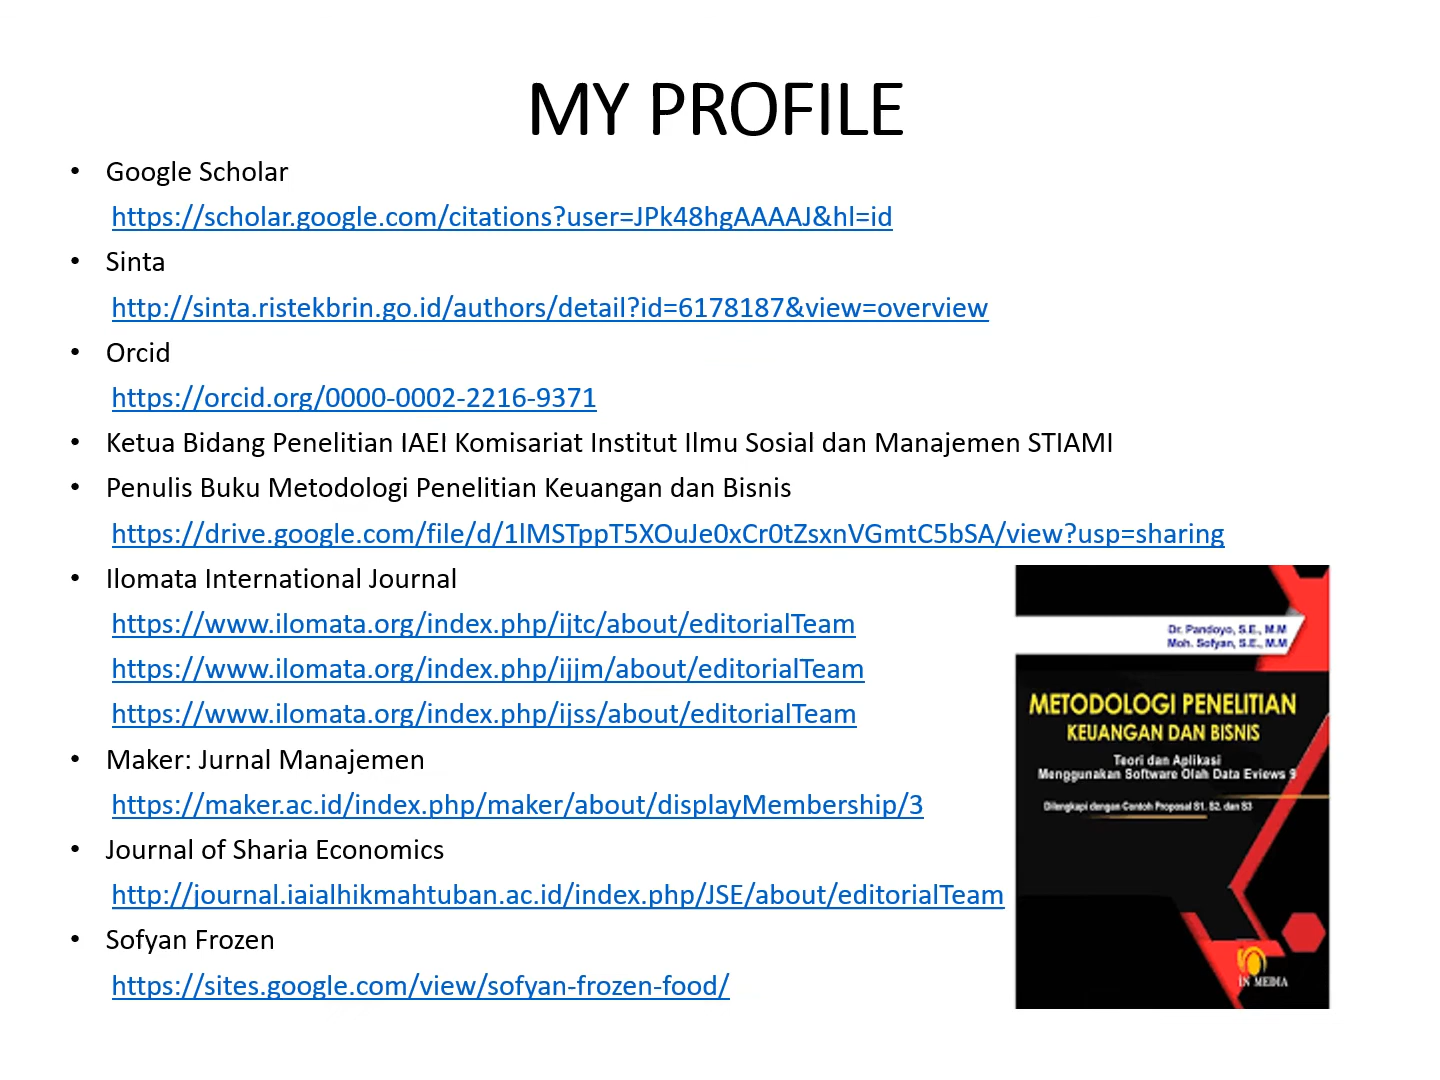 MY PROFILE
• Google Scholar
https://scholar.google.com/citations?user=JPk48hgAAAAJ&hl=id
• Sinta
http://sinta.ristekbrin.go.id/authors/detail?id=6178187&view=overview
• Orcid
https://orcid.org/0000-0002-2216-9371
• Ketua Bidang Penelitian IAEI Komisariat Institut Ilmu Sosial dan Manajemen STIAMI
• Penulis Buku Metodologi Penelitian Keuangan dan Bisnis
https://drive.google.com/file/d/1lMSTppT5XOuJe0xCr0tZsxnVGmtC5bSA/view?usp=sharing
• Ilomata International Journal
https://www.ilomata.org/index.php/ijtc/about/editorialTeam
https://www.ilomata.org/index.php/ijjm/about/editorialTeam
https://www.ilomata.org/index.php/ijss/about/editorialTeam
• Maker: Jurnal Manajemen
https://maker.ac.id/index.php/maker/about/displayMembership/3
• Journal of Sharia Economics
http://journal.iaialhikmahtuban.ac.id/index.php/JSE/about/editorialTeam
• Sofyan Frozen
https://sites.google.com/view/sofyan-frozen-food/
Dr. Pandoyo, S.E., M.M
Moh. Sofyan, S.E., M.M
METODOLOGI PENELITIAN
KEUANGAN DAN BISNIS
Teori dan Aplikasi
Menggunakan Software Olah Data Eviews 9
Dilengkapi dengan Contoh Proposal S1, S2, dan S3
IN MEDIA